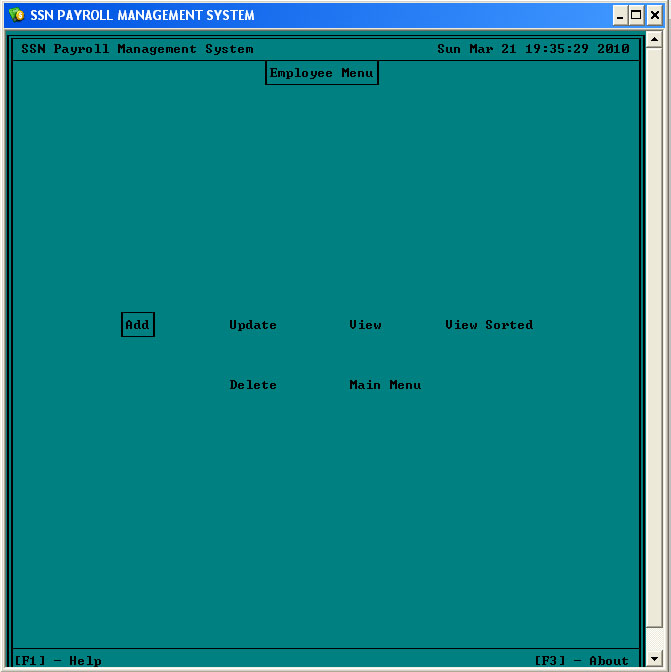 SSN PAYROLL MANAGEMENT SYSTEM
SSN Payroll Management System Sun Mar 21 19:35:29 2010
Employee Menu
Add Update View View Sorted
Delete Main Menu
[F1] - Help [F3] - About